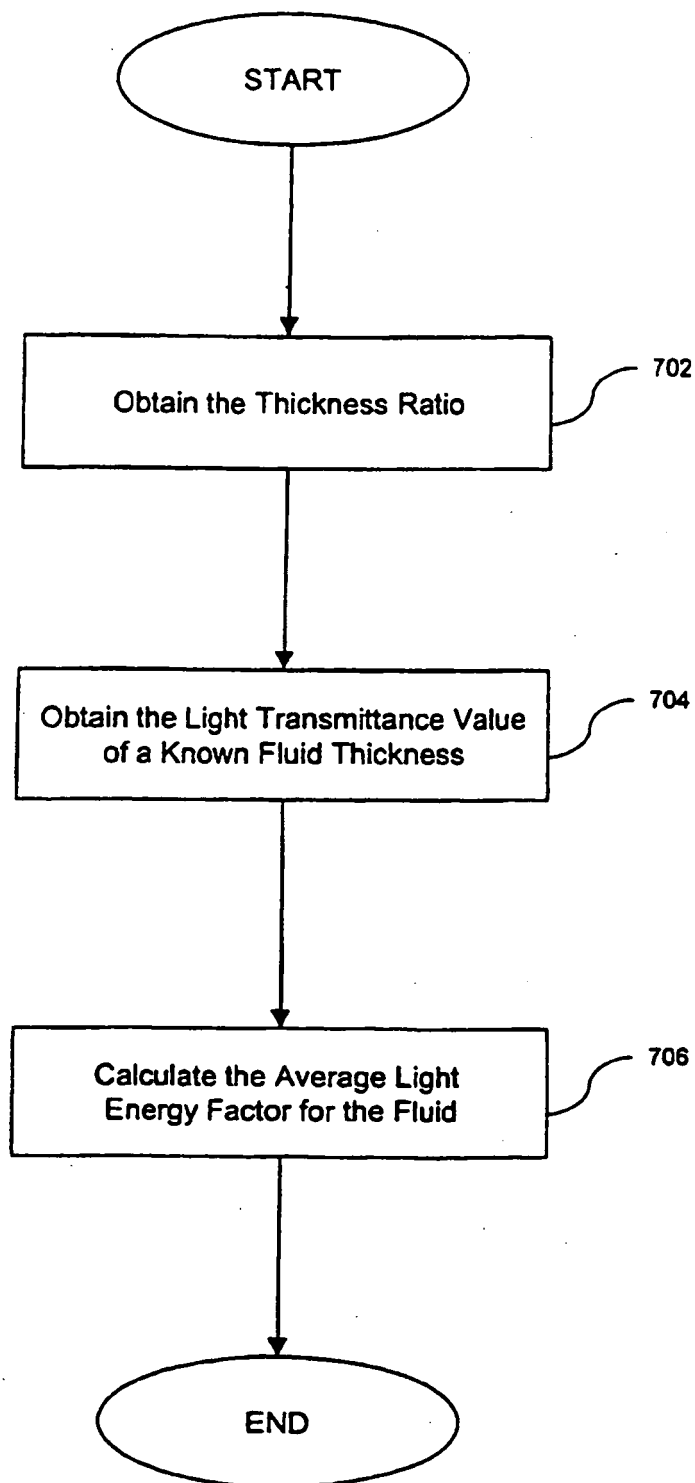 START
Obtain the Thickness Ratio
702
Obtain the Light Transmittance Value
of a Known Fluid Thickness
704
Calculate the Average Light
Energy Factor for the Fluid
706
END